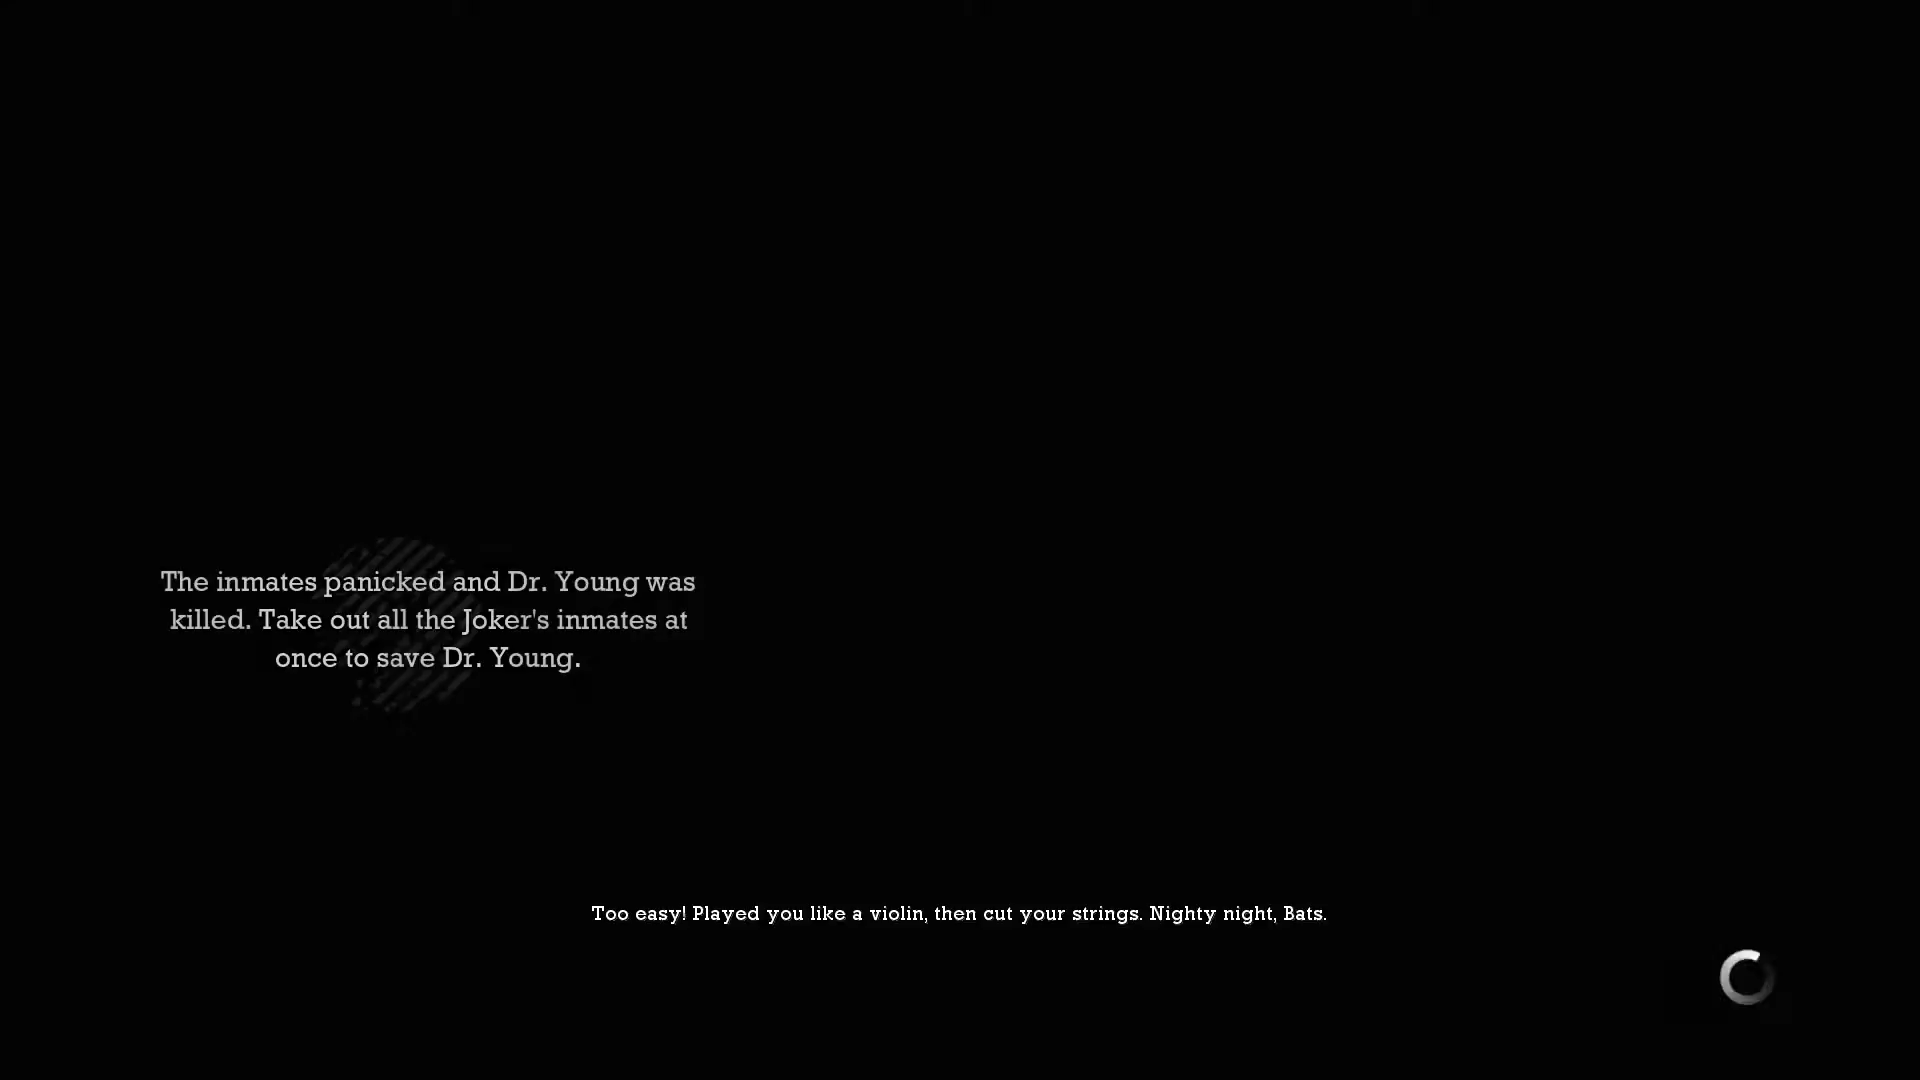 The inmates panicked and Dr. Young was
killed. Take out all the Joker's inmates at
once to save Dr. Young.
Too easy! Played you like a violin, then cut your strings. Nighty night, Bats.